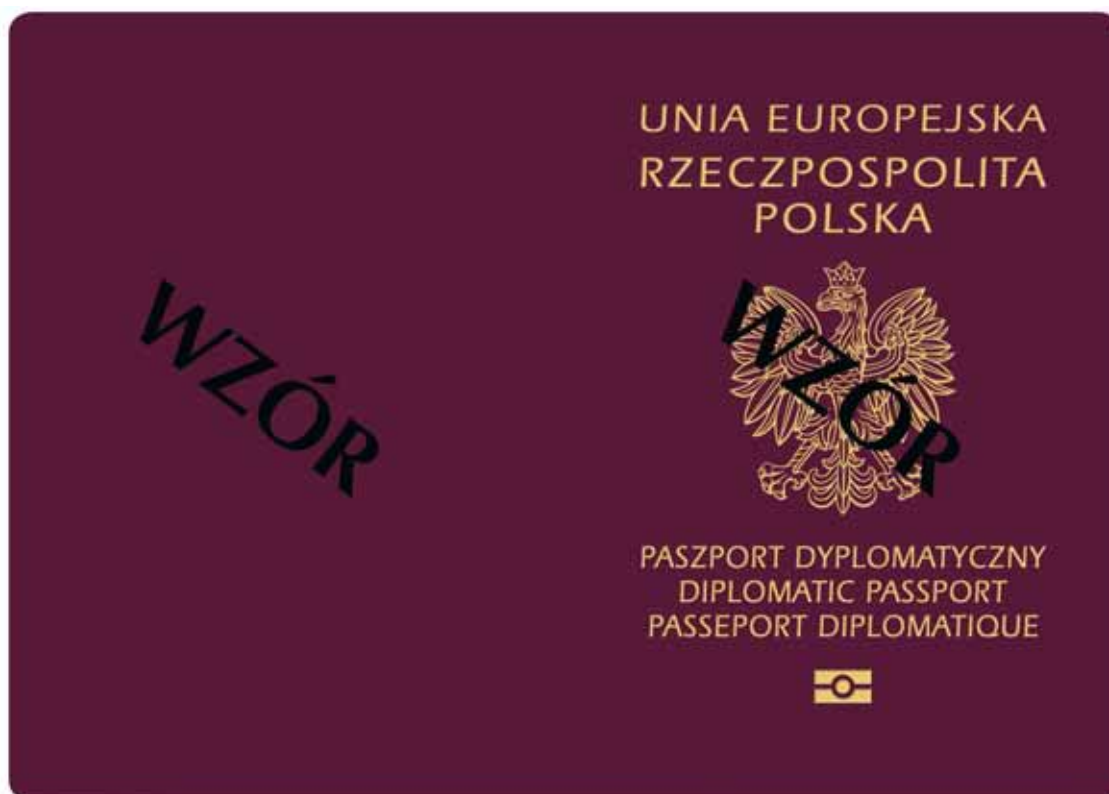 WZÓR
UNIA EUROPEJSKA
RZECZPOSPOLITA
POLSKA
WZÓR
PASZPORT DYPLOMATYCZNY
DIPLOMATIC PASSPORT
PASSEPORT DIPLOMATIQUE